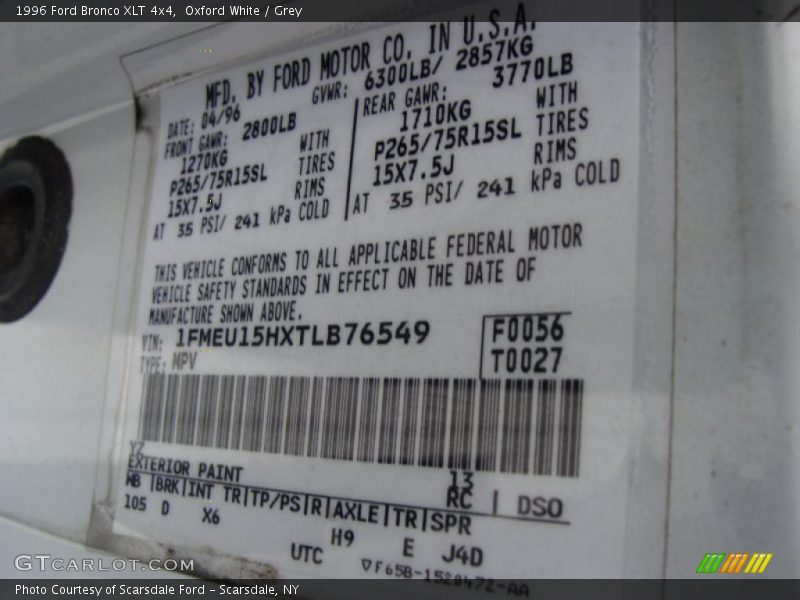 1996 Ford Bronco XLT 4x4, Oxford White / Grey
MFD. BY FORD MOTOR CO. IN U.S.A.
DATE: 04/96 GVWR: 6300LB/ 2857KG
FRONT GAWR: 2800LB
1270KG WITH
P265/75R15SL TIRES
15X7.5J RIMS
AT 35 PSI/ 241 kPa COLD
REAR GAWR: 3770LB
1710KG WITH
P265/75R15SL TIRES
15X7.5J RIMS
AT 35 PSI/ 241 kPa COLD
THIS VEHICLE CONFORMS TO ALL APPLICABLE FEDERAL MOTOR
VEHICLE SAFETY STANDARDS IN EFFECT ON THE DATE OF
MANUFACTURE SHOWN ABOVE.
VIN: 1FMEU15HXTLB76549
TYPE: MPV
F0056
T0027
YZ
EXTERIOR PAINT 13
WB |BRK|INT TR|TP/PS|R|AXLE|TR|SPR RC | DSO
105 D X6 H9 E J4D
UTC ▽F65B-1520472-AA
GTCARLOT.COM
Photo Courtesy of Scarsdale Ford – Scarsdale, NY